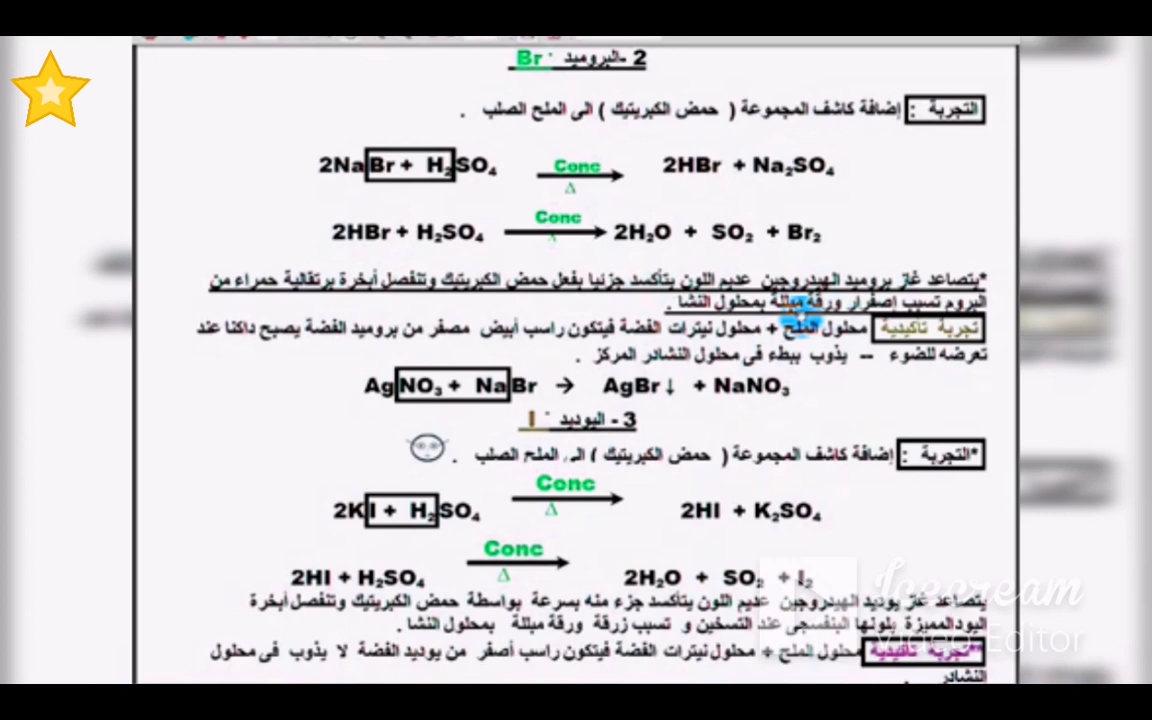 2 -البروميد Br -
التجربة : إضافة كاشف المجموعة ( حمض الكبريتيك ) الى الملح الصلب .
2NaBr + H₂SO₄ Conc Δ 2HBr + Na₂SO₄
2HBr + H₂SO₄ Conc Δ 2H₂O + SO₂ + Br₂
*يتصاعد غاز بروميد الهيدروجين عديم اللون يتأكسد جزئيا بفعل حمض الكبريتيك وتنفصل أبخرة برتقالية حمراء من
البروم تسبب اصفرار ورقة مبللة بمحلول النشا .
تجربة تاكيدية محلول الملح + محلول نيترات الفضة فيتكون راسب أبيض مصفر من بروميد الفضة يصبح داكنا عند
تعرضه للضوء -- يذوب ببطء فى محلول النشادر المركز .
AgNO₃ + NaBr → AgBr↓ + NaNO₃
3 - اليوديد I -
*التجربة : إضافة كاشف المجموعة ( حمض الكبريتيك ) الى الملح الصلب .
2KI + H₂SO₄ Conc Δ 2HI + K₂SO₄
2HI + H₂SO₄ Conc Δ 2H₂O + SO₂ + I₂
يتصاعد غاز يوديد الهيدروجين عديم اللون يتأكسد جزء منه بسرعة بواسطة حمض الكبريتيك وتنفصل أبخرة
اليود المميزة بلونها البنفسجى عند التسخين و تسبب زرقة ورقة مبللة بمحلول النشا .
**تجربة تأكيدية محلول الملح + محلول نيترات الفضة فيتكون راسب أصفر من يوديد الفضة لا يذوب فى محلول
النشادر .
Icecream
Video Editor